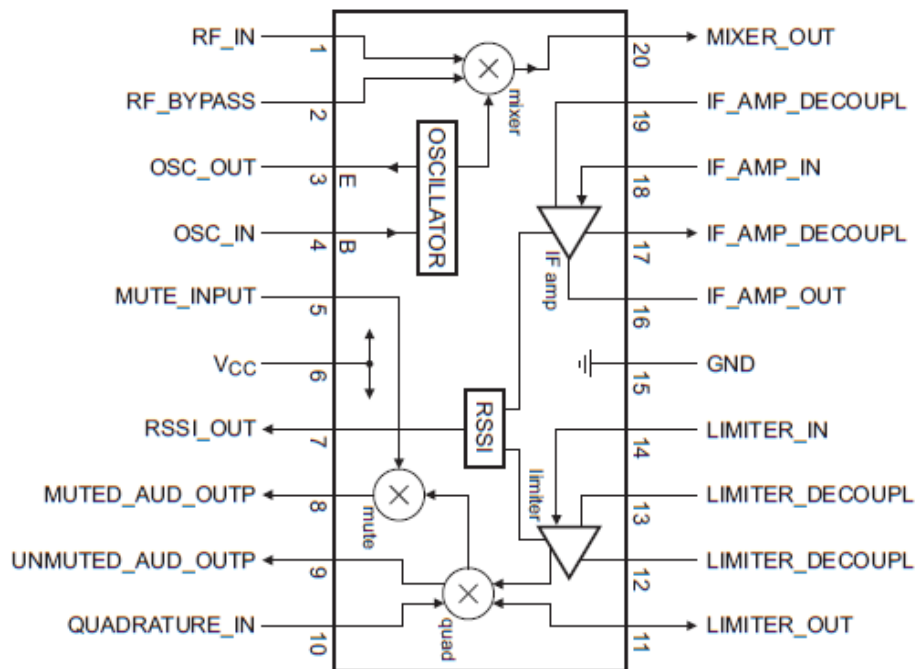 RF_IN 1
RF_BYPASS 2
OSC_OUT 3 E
OSC_IN 4 B
MUTE_INPUT 5
VCC 6
RSSI_OUT 7
MUTED_AUD_OUTP 8
UNMUTED_AUD_OUTP 9
QUADRATURE_IN 10
mixer
OSCILLATOR
IF amp
RSSI
limiter
mute
quad
20 MIXER_OUT
19 IF_AMP_DECOUPL
18 IF_AMP_IN
17 IF_AMP_DECOUPL
16 IF_AMP_OUT
15 GND
14 LIMITER_IN
13 LIMITER_DECOUPL
12 LIMITER_DECOUPL
11 LIMITER_OUT